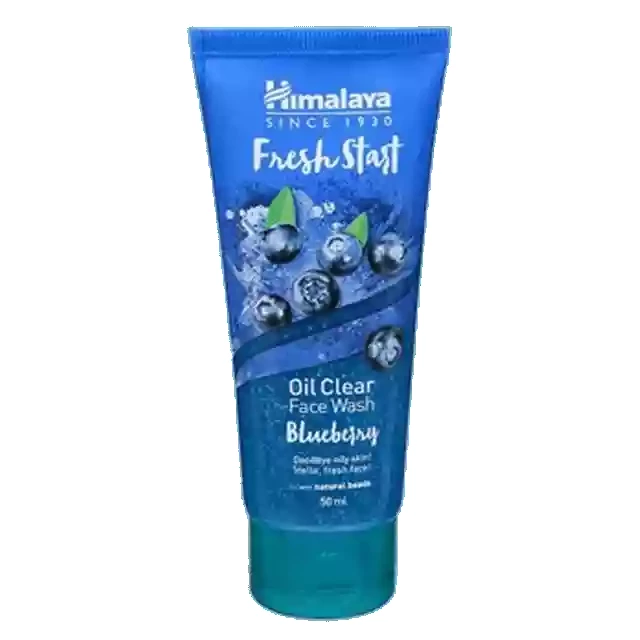 Himalaya
SINCE 1930
Fresh Start
Oil Clear
Face Wash
Blueberry
Goodbye oily skin!
Hello, fresh face!
natural beads
50 ml